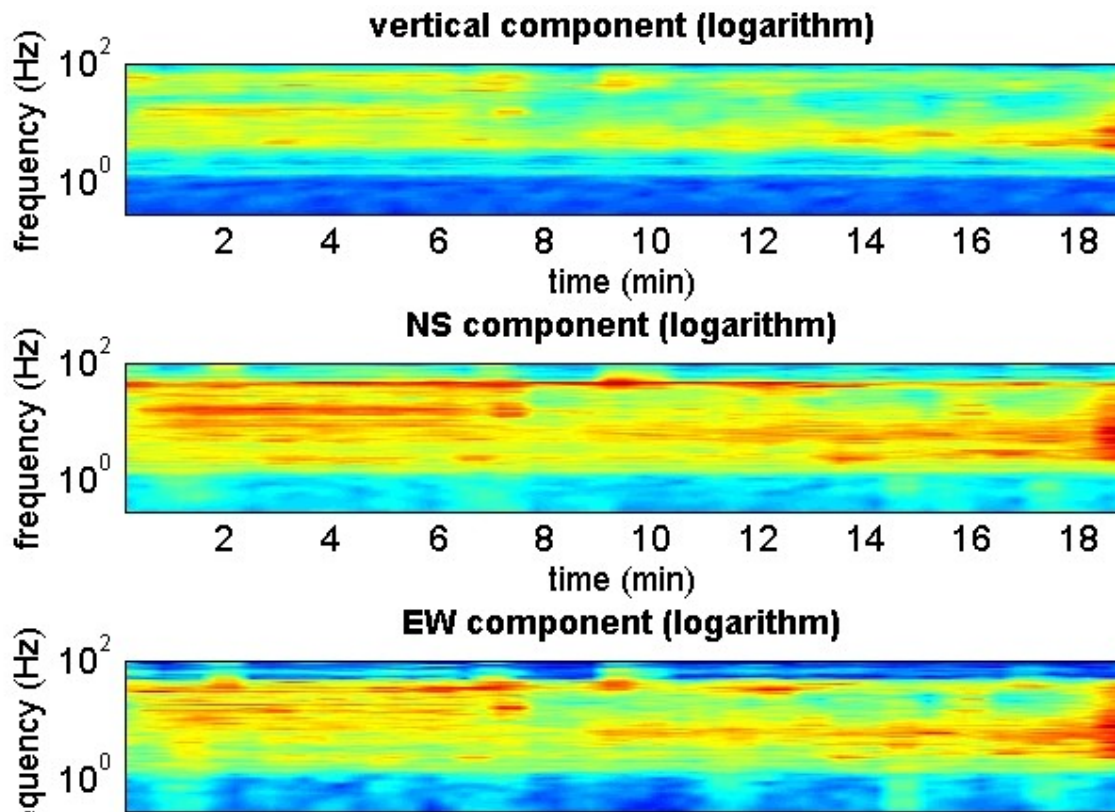 vertical component (logarithm)
frequency (Hz)
10²
10⁰
2 4 6 8 10 12 14 16 18
time (min)
NS component (logarithm)
frequency (Hz)
10²
10⁰
2 4 6 8 10 12 14 16 18
time (min)
EW component (logarithm)
equency (Hz)
10²
10⁰